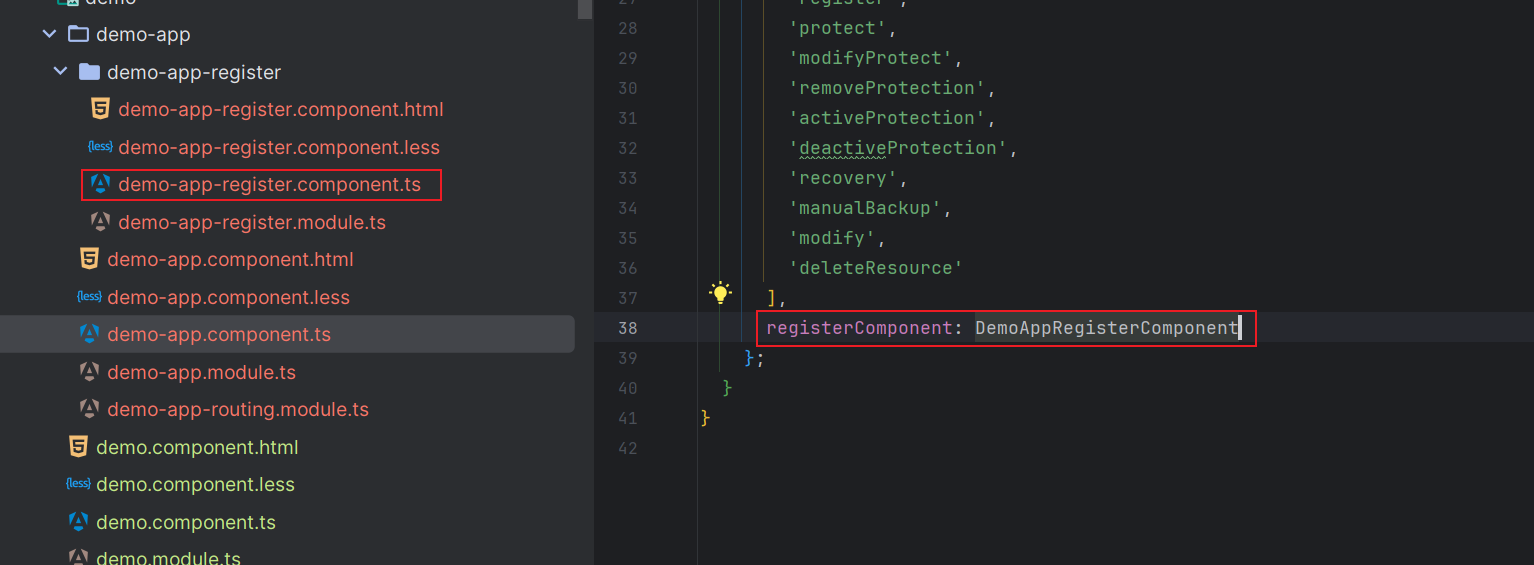 demo
demo-app
demo-app-register
demo-app-register.component.html
{less} demo-app-register.component.less
demo-app-register.component.ts
demo-app-register.module.ts
demo-app.component.html
{less} demo-app.component.less
demo-app.component.ts
demo-app.module.ts
demo-app-routing.module.ts
demo.component.html
{less} demo.component.less
demo.component.ts
demo.module.ts
27 'register',
28 'protect',
29 'modifyProtect',
30 'removeProtection',
31 'activeProtection',
32 'deactiveProtection',
33 'recovery',
34 'manualBackup',
35 'modify',
36 'deleteResource'
37 ],
38 registerComponent: DemoAppRegisterComponent
39 };
40 }
41 }
42